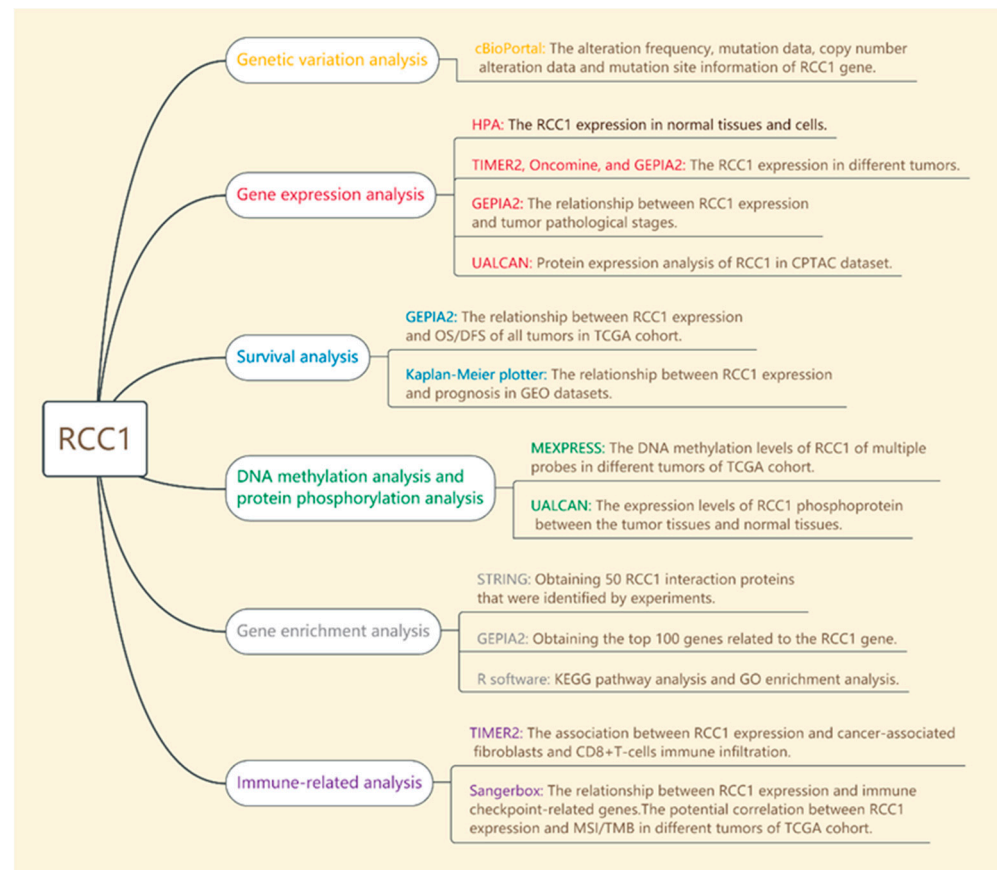 RCC1
Genetic variation analysis
cBioPortal: The alteration frequency, mutation data, copy number
alteration data and mutation site information of RCC1 gene.
Gene expression analysis
HPA: The RCC1 expression in normal tissues and cells.
TIMER2, Oncomine, and GEPIA2: The RCC1 expression in different tumors.
GEPIA2: The relationship between RCC1 expression
and tumor pathological stages.
UALCAN: Protein expression analysis of RCC1 in CPTAC dataset.
Survival analysis
GEPIA2: The relationship between RCC1 expression
and OS/DFS of all tumors in TCGA cohort.
Kaplan-Meier plotter: The relationship between RCC1 expression
and prognosis in GEO datasets.
DNA methylation analysis and
protein phosphorylation analysis
MEXPRESS: The DNA methylation levels of RCC1 of multiple
probes in different tumors of TCGA cohort.
UALCAN: The expression levels of RCC1 phosphoprotein
between the tumor tissues and normal tissues.
Gene enrichment analysis
STRING: Obtaining 50 RCC1 interaction proteins
that were identified by experiments.
GEPIA2: Obtaining the top 100 genes related to the RCC1 gene.
R software: KEGG pathway analysis and GO enrichment analysis.
Immune-related analysis
TIMER2: The association between RCC1 expression and cancer-associated
fibroblasts and CD8+T-cells immune infiltration.
Sangerbox: The relationship between RCC1 expression and immune
checkpoint-related genes.The potential correlation between RCC1
expression and MSI/TMB in different tumors of TCGA cohort.